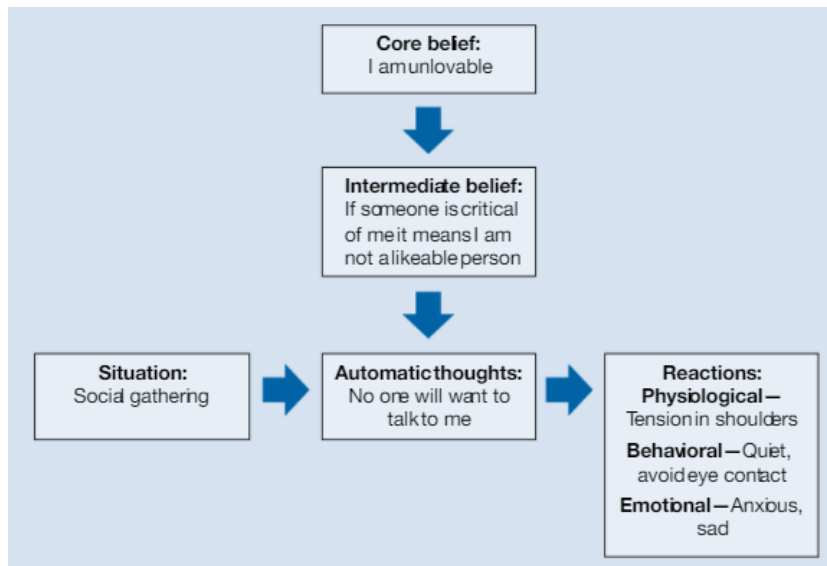 Core belief:
I am unlovable
Intermediate belief:
If someone is critical
of me it means I am
not a likeable person
Situation:
Social gathering
Automatic thoughts:
No one will want to
talk to me
Reactions:
Physiological—
Tension in shoulders
Behavioral—Quiet,
avoid eye contact
Emotional—Anxious,
sad